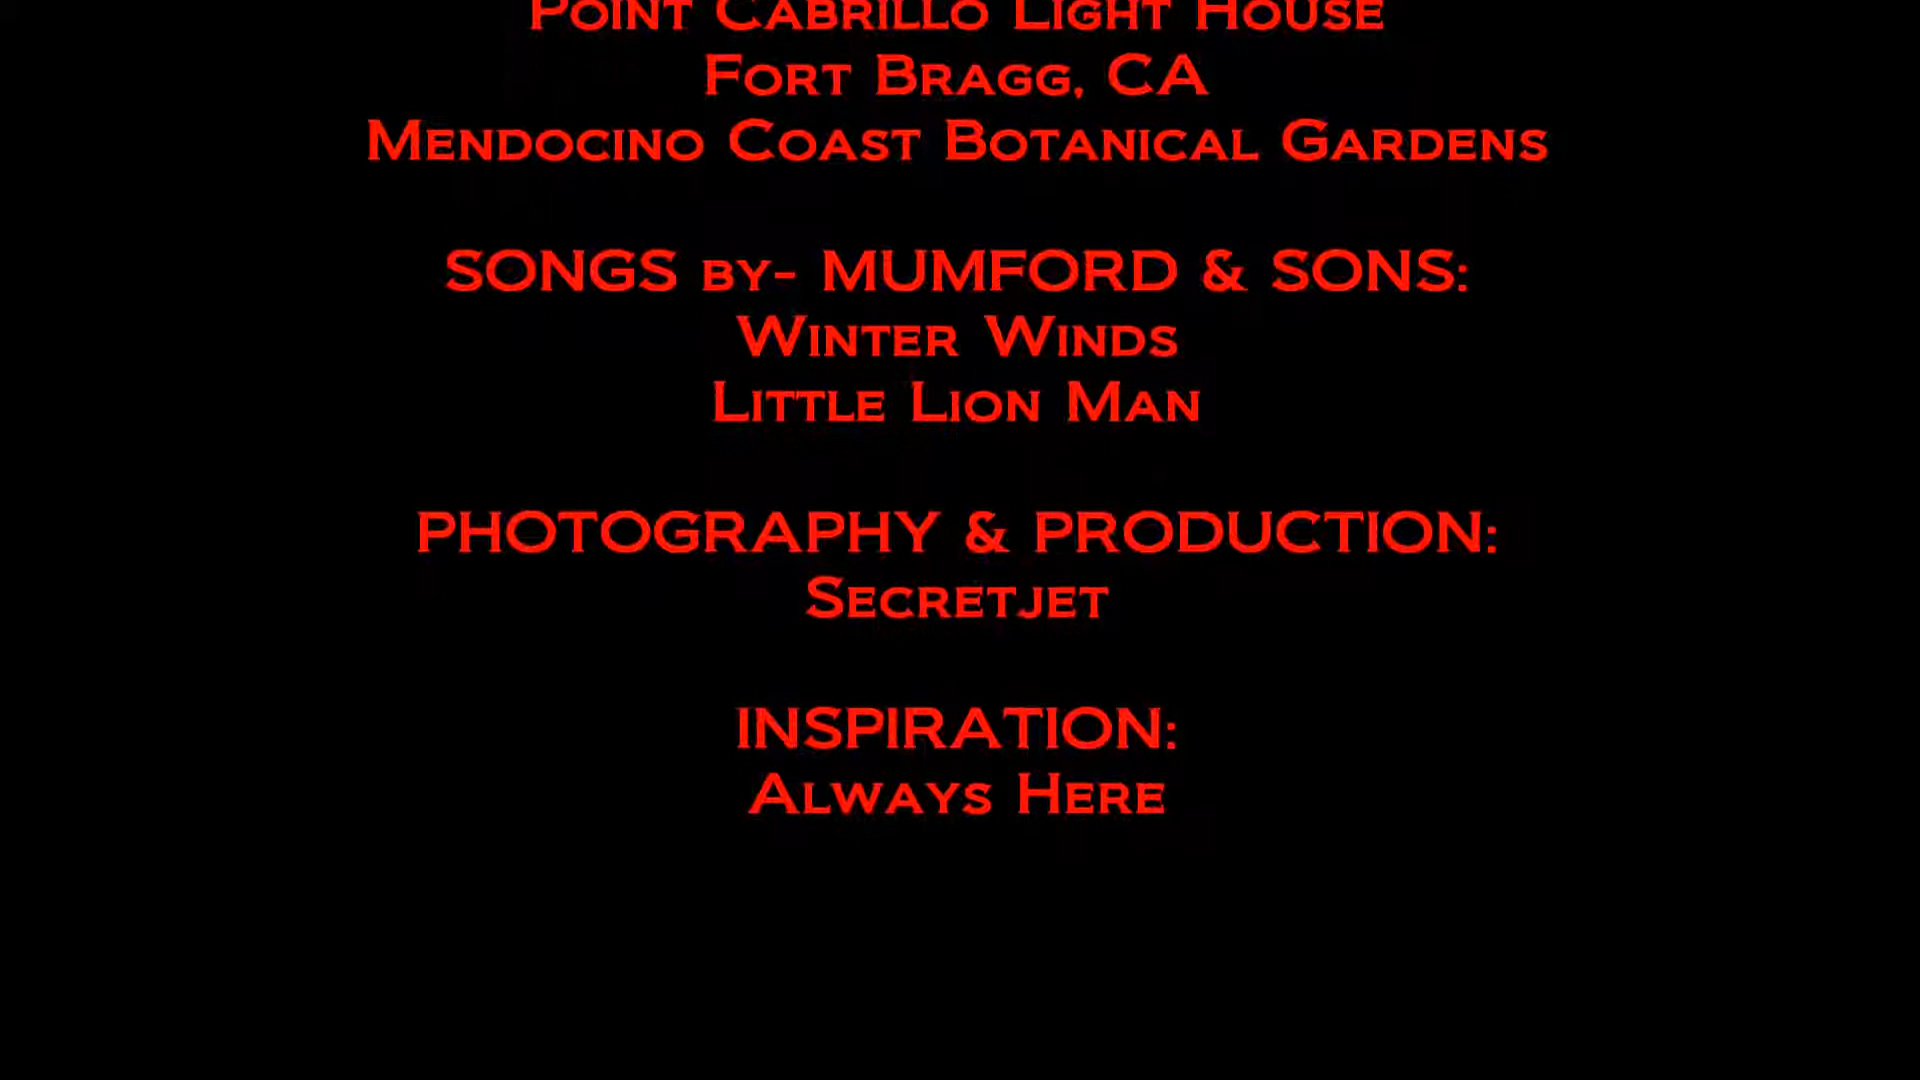 Point Cabrillo Light House
Fort Bragg, CA
Mendocino Coast Botanical Gardens
SONGS by- MUMFORD & SONS:
Winter Winds
Little Lion Man
PHOTOGRAPHY & PRODUCTION:
Secretjet
INSPIRATION:
Always Here